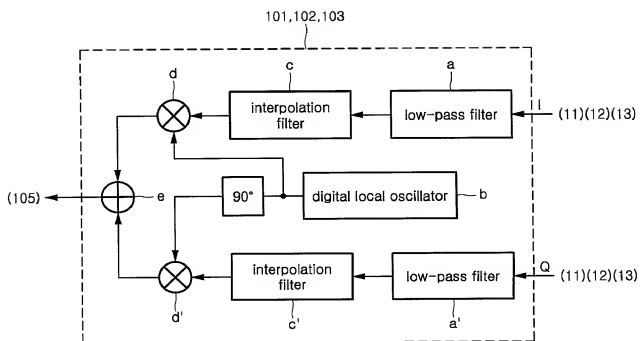 101,102,103
d
c
a
interpolation
filter
low-pass filter
I
(11)(12)(13)
(105)
e
90°
digital local oscillator
b
interpolation
filter
low-pass filter
Q
(11)(12)(13)
d'
c'
a'